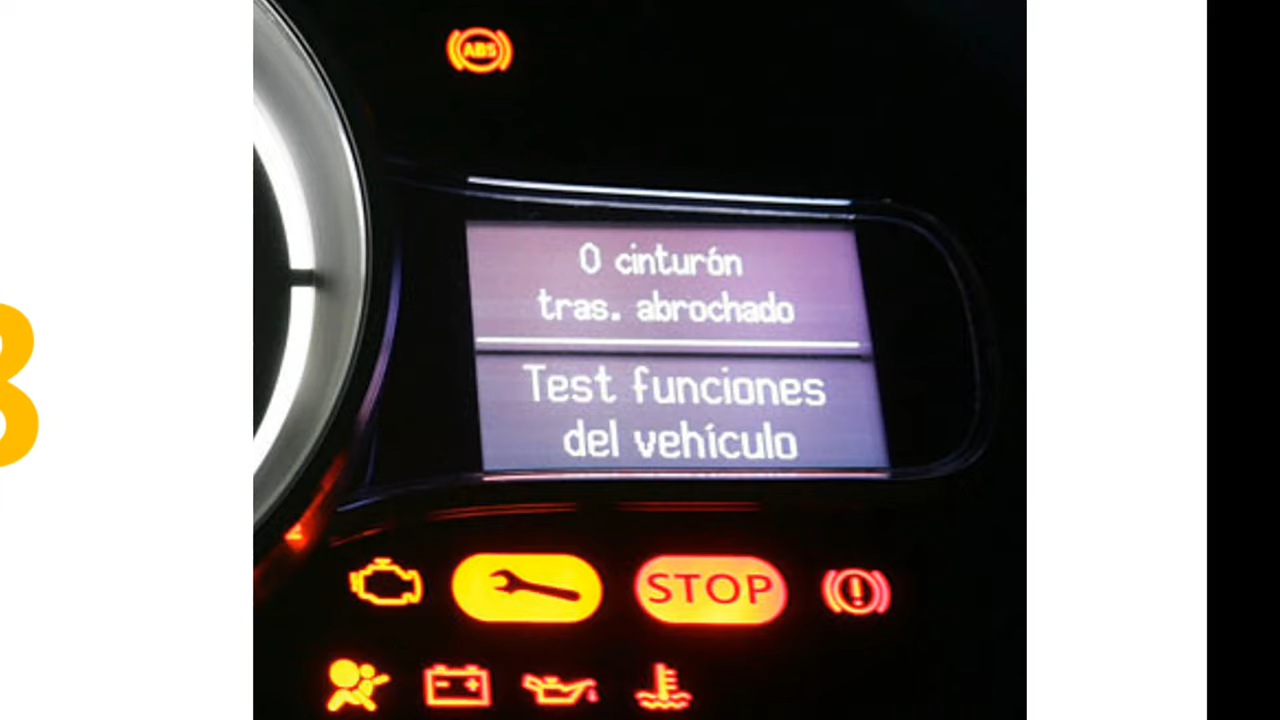 ABS
0 cinturón
tras. abrochado
Test funciones
del vehículo
STOP